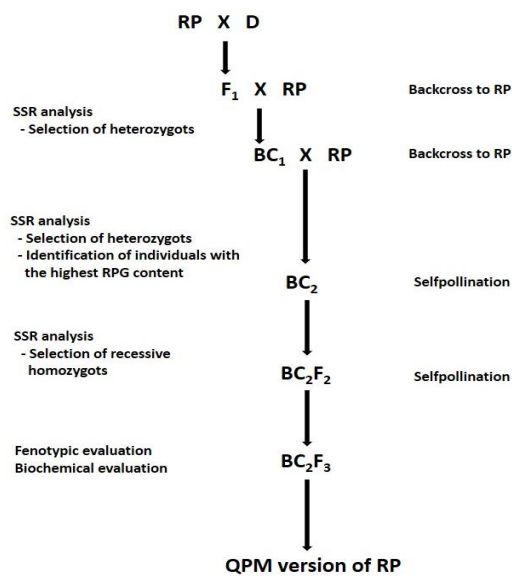 RP X D
F₁ X RP
Backcross to RP
SSR analysis
- Selection of heterozygots
BC₁ X RP
Backcross to RP
SSR analysis
- Selection of heterozygots
- Identification of individuals with
the highest RPG content
BC₂
Selfpollination
SSR analysis
- Selection of recessive
homozygots
BC₂F₂
Selfpollination
Fenotypic evaluation
Biochemical evaluation
BC₂F₃
QPM version of RP